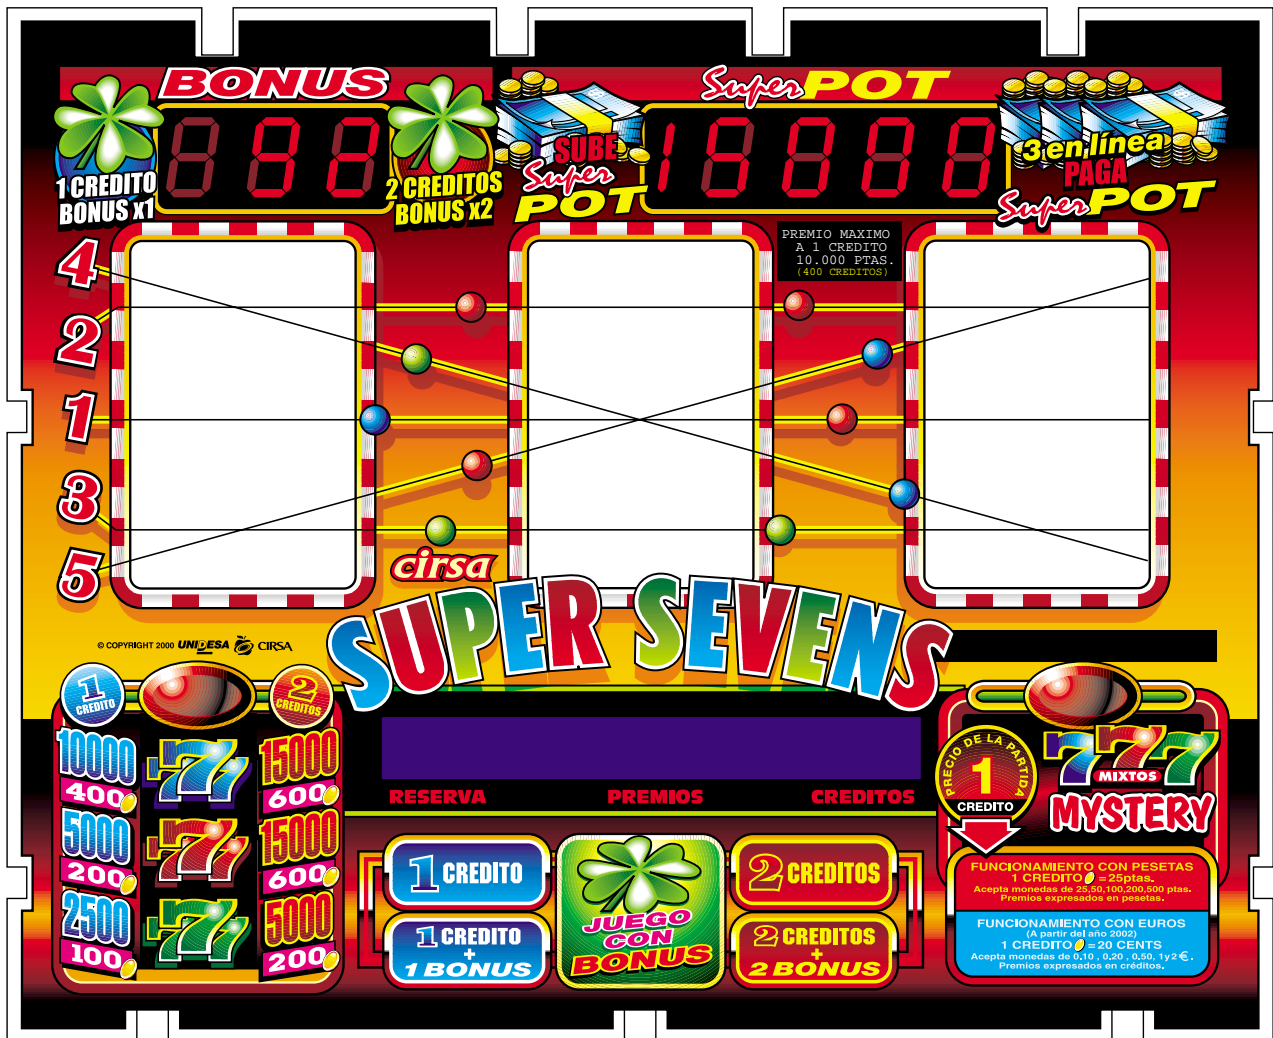 BONUS
Super POT
1 CREDITO
BONUS x1
92
2 CREDITOS
BONUS x2
SUBE
Super
POT
3 en línea
PAGA
Super POT
PREMIO MAXIMO
A 1 CREDITO
10.000 PTAS.
(400 CREDITOS)
4
2
1
3
5
cirsa
SUPER SEVENS
© COPYRIGHT 2000 UNIDESA CIRSA
1
CREDITO
2
CREDITOS
10000
777
15000
400
600
5000
777
15000
200
600
2500
777
5000
100
200
RESERVA PREMIOS CREDITOS
1 CREDITO
2 CREDITOS
1 CREDITO
+
1 BONUS
JUEGO
CON
BONUS
2 CREDITOS
+
2 BONUS
PRECIO DE LA PARTIDA
1
CREDITO
777
MIXTOS
MYSTERY
FUNCIONAMIENTO CON PESETAS
1 CREDITO = 25ptas.
Acepta monedas de 25,50,100,200,500 ptas.
Premios expresados en pesetas.
FUNCIONAMIENTO CON EUROS
(A partir del año 2002)
1 CREDITO = 20 CENTS
Acepta monedas de 0,10 , 0,20 , 0,50, 1y2 €.
Premios expresados en créditos.